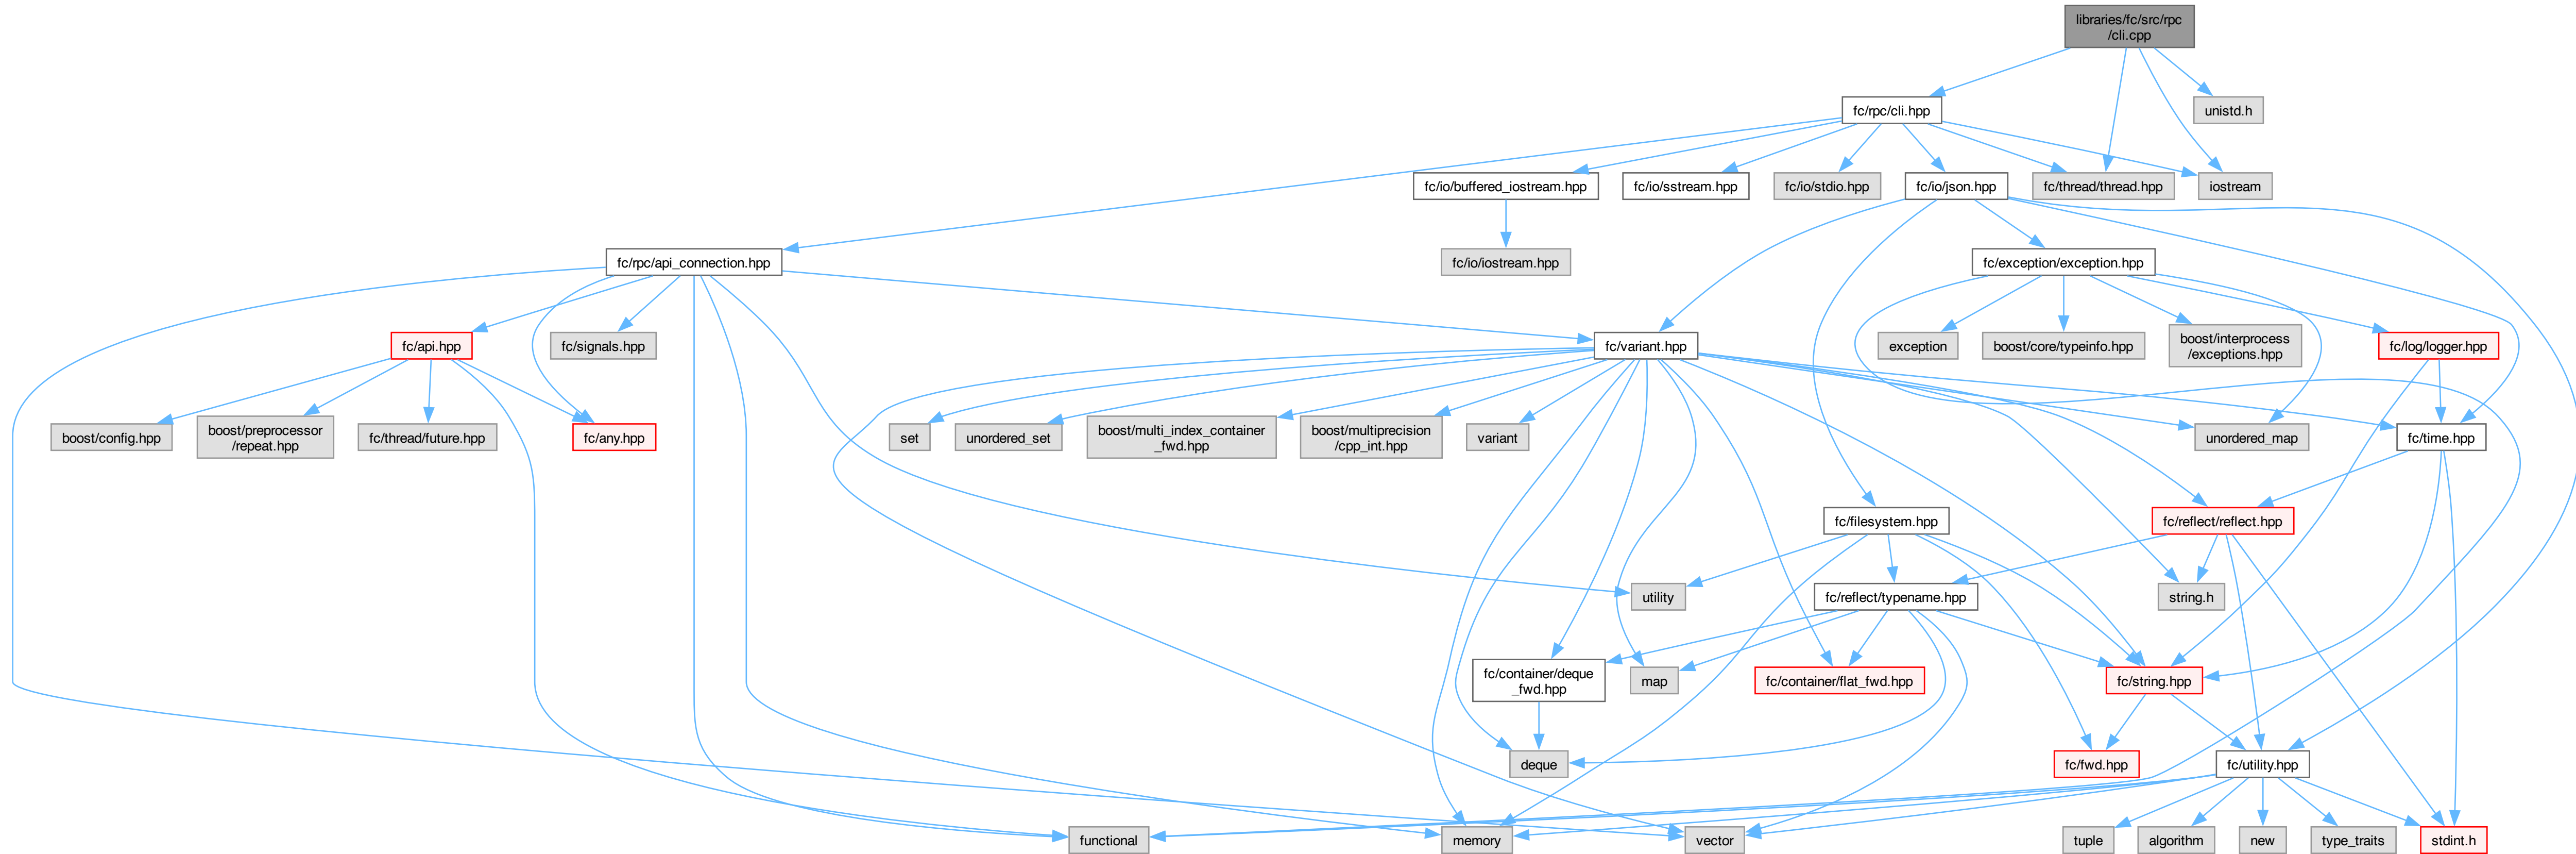 libraries/fc/src/rpc
/cli.cpp
fc/rpc/cli.hpp
unistd.h
fc/io/buffered_iostream.hpp
fc/io/sstream.hpp
fc/io/stdio.hpp
fc/io/json.hpp
fc/thread/thread.hpp
iostream
fc/rpc/api_connection.hpp
fc/io/iostream.hpp
fc/exception/exception.hpp
fc/api.hpp
fc/signals.hpp
fc/variant.hpp
exception
boost/core/typeinfo.hpp
boost/interprocess
/exceptions.hpp
fc/log/logger.hpp
boost/config.hpp
boost/preprocessor
/repeat.hpp
fc/thread/future.hpp
fc/any.hpp
set
unordered_set
boost/multi_index_container
_fwd.hpp
boost/multiprecision
/cpp_int.hpp
variant
unordered_map
fc/time.hpp
fc/filesystem.hpp
fc/reflect/reflect.hpp
utility
fc/reflect/typename.hpp
string.h
fc/container/deque
_fwd.hpp
map
fc/container/flat_fwd.hpp
fc/string.hpp
deque
fc/fwd.hpp
fc/utility.hpp
functional
memory
vector
tuple
algorithm
new
type_traits
stdint.h